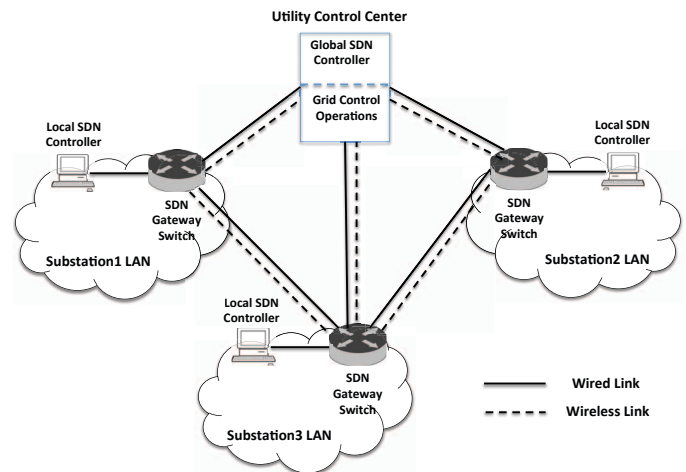 Utility Control Center
Global SDN
Controller
Grid Control
Operations
Local SDN
Controller
SDN
Gateway
Switch
Substation1 LAN
Local SDN
Controller
SDN
Gateway
Switch
Substation2 LAN
Local SDN
Controller
SDN
Gateway
Switch
Substation3 LAN
Wired Link
Wireless Link